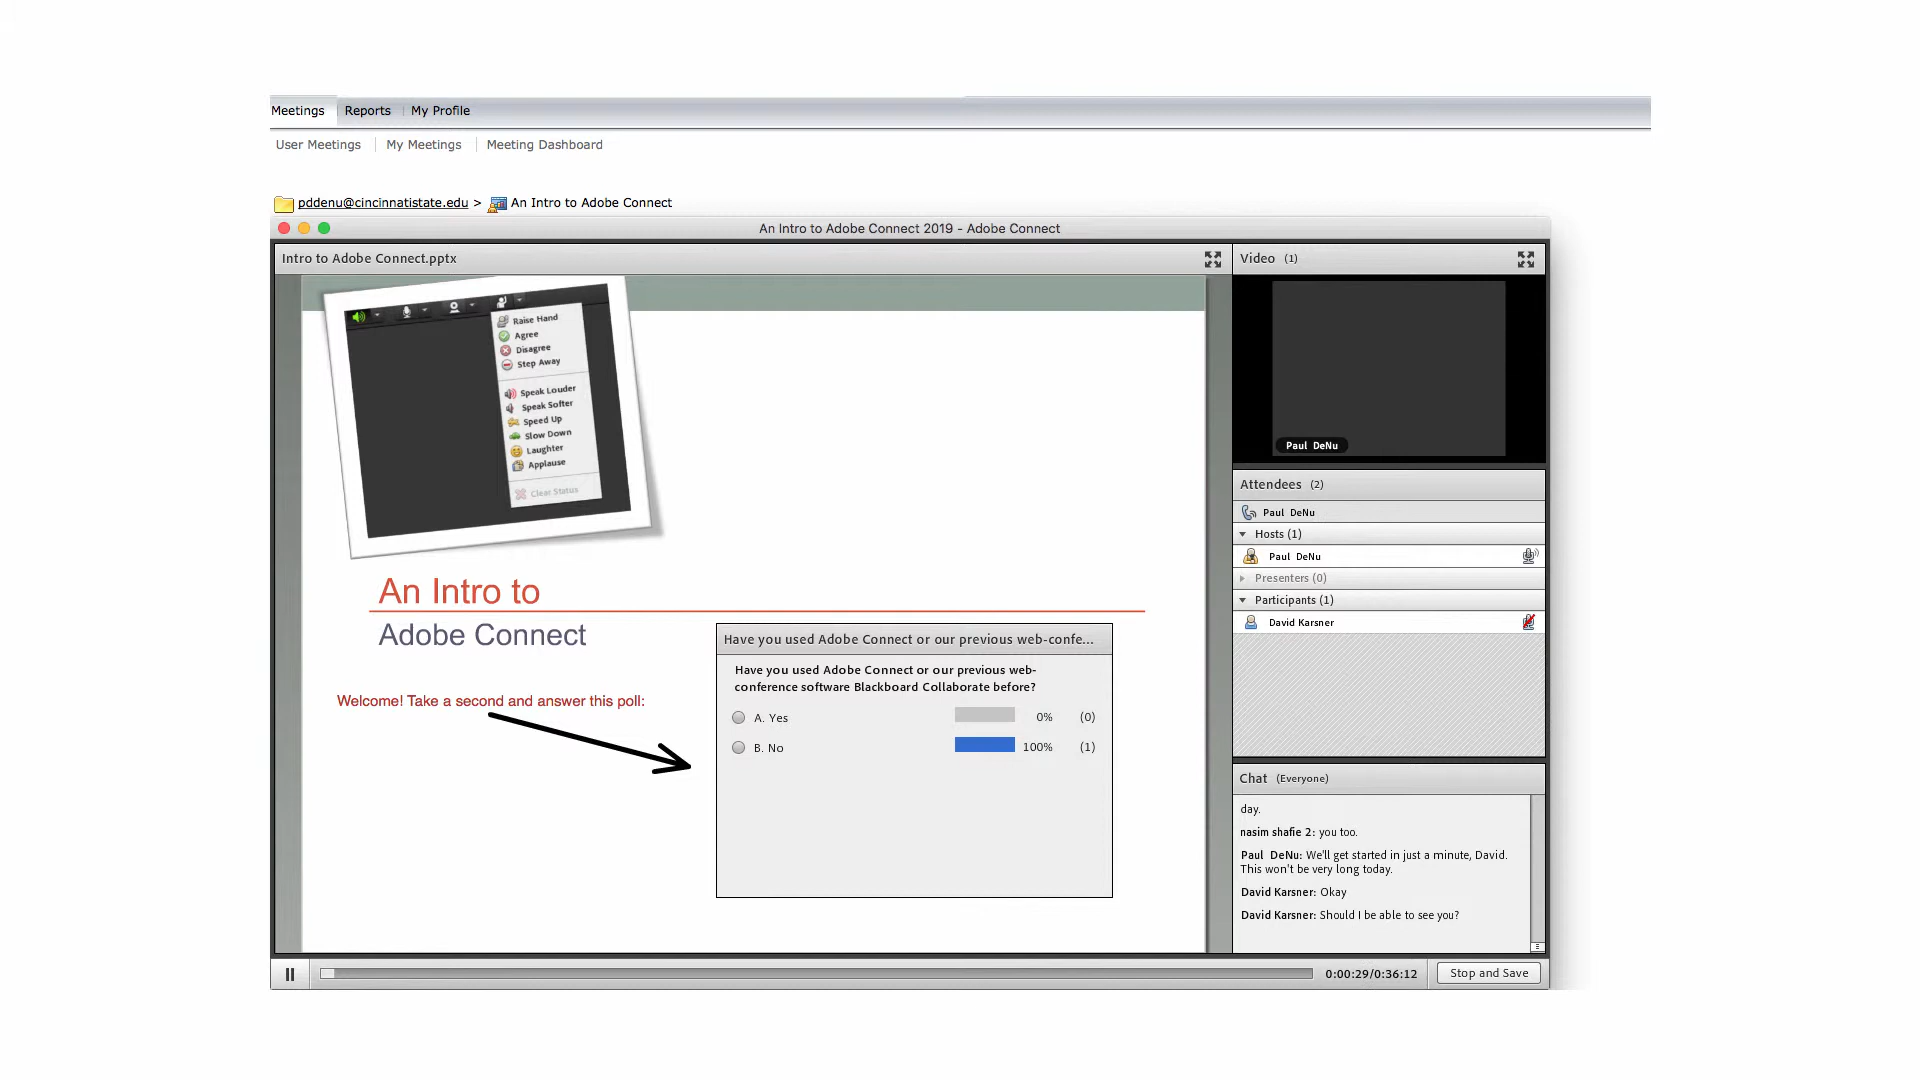 Meetings Reports My Profile
User Meetings My Meetings Meeting Dashboard
pddenu@cincinnatistate.edu > An Intro to Adobe Connect
An Intro to Adobe Connect 2019 - Adobe Connect
Intro to Adobe Connect.pptx
Raise Hand
Agree
Disagree
Step Away
Speak Louder
Speak Softer
Speed Up
Slow Down
Laughter
Applause
Clear Status
An Intro to
Adobe Connect
Welcome! Take a second and answer this poll:
Have you used Adobe Connect or our previous web-confe...
Have you used Adobe Connect or our previous web-
conference software Blackboard Collaborate before?
A. Yes 0% (0)
B. No 100% (1)
Video (1)
Paul DeNu
Attendees (2)
Paul DeNu
Hosts (1)
Paul DeNu
Presenters (0)
Participants (1)
David Karsner
Chat (Everyone)
day.
nasim shafie 2: you too.
Paul DeNu: We'll get started in just a minute, David.
This won't be very long today.
David Karsner: Okay
David Karsner: Should I be able to see you?
0:00:29/0:36:12
Stop and Save